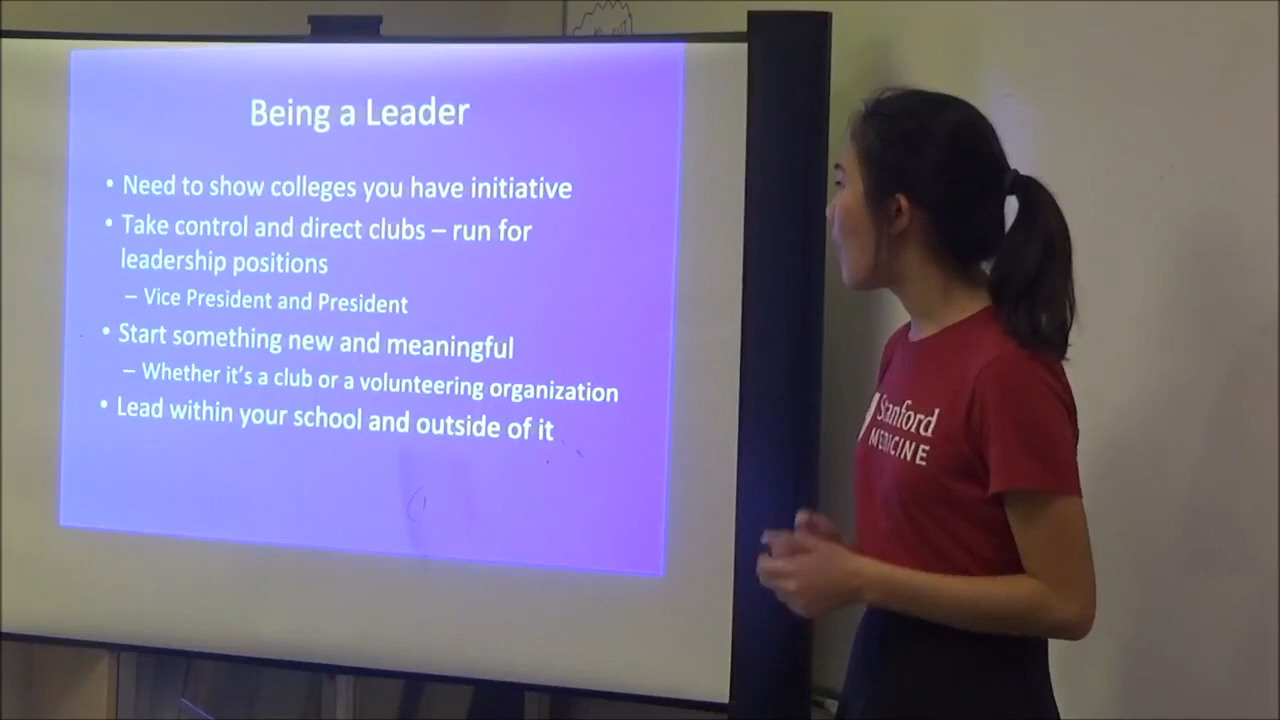 Being a Leader
• Need to show colleges you have initiative
• Take control and direct clubs – run for
leadership positions
– Vice President and President
• Start something new and meaningful
– Whether it's a club or a volunteering organization
• Lead within your school and outside of it
Stanford
MEDICINE